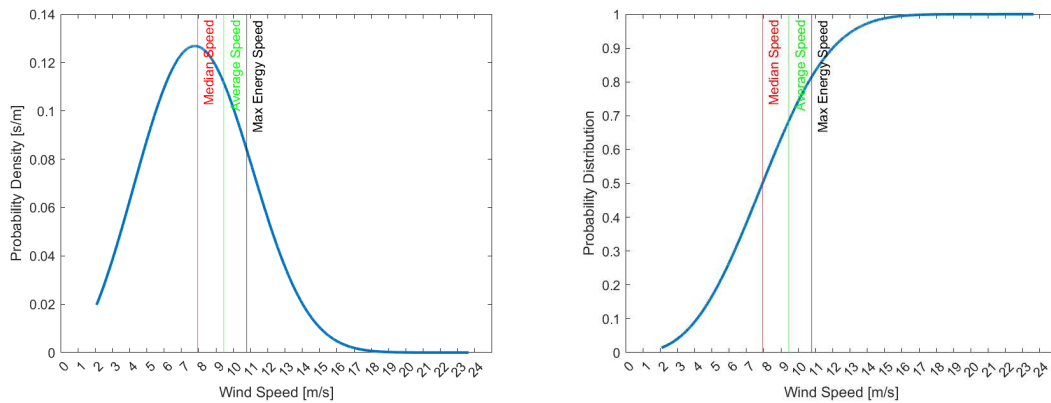 0.14
0.12
0.1
0.08
0.06
0.04
0.02
0
Probability Density [s/m]
Median Speed
Average Speed
Max Energy Speed
0 1 2 3 4 5 6 7 8 9 10 11 12 13 14 15 16 17 18 19 20 21 22 23 24
Wind Speed [m/s]
1
0.9
0.8
0.7
0.6
0.5
0.4
0.3
0.2
0.1
0
Probability Distribution
Median Speed
Average Speed
Max Energy Speed
0 1 2 3 4 5 6 7 8 9 10 11 12 13 14 15 16 17 18 19 20 21 22 23 24
Wind Speed [m/s]